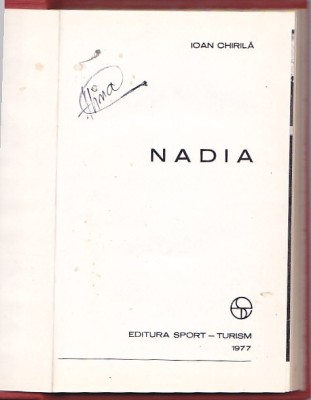 IOAN CHIRILĂ
NADIA
EDITURA SPORT – TURISM
1977